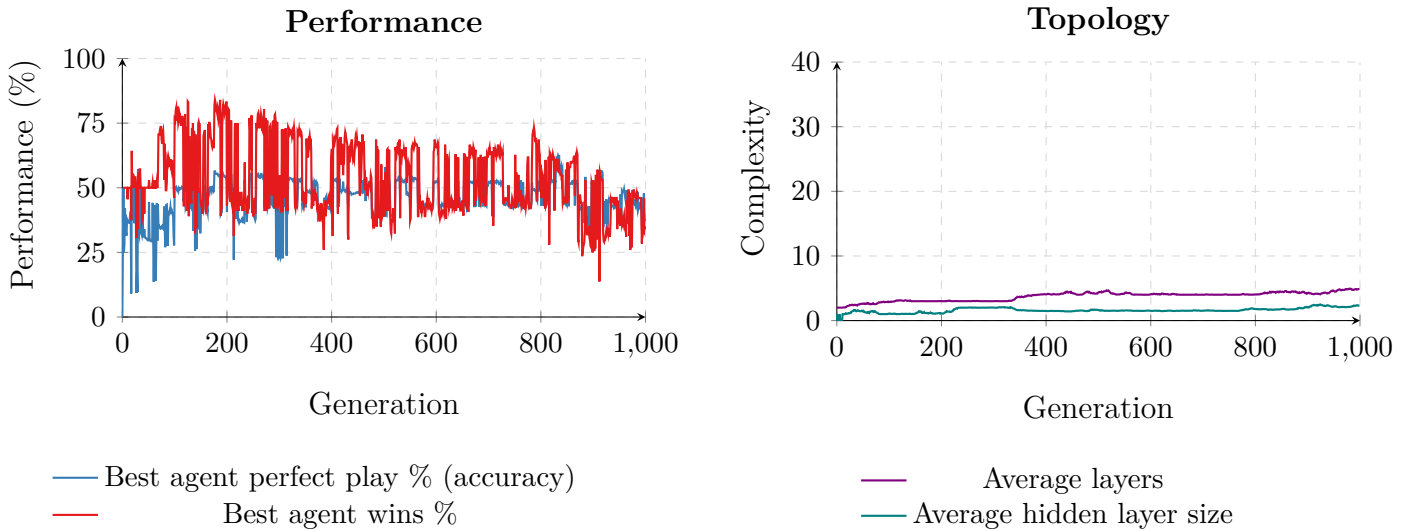 Performance
Performance (%)
100
75
50
25
0
0 200 400 600 800 1,000
Generation
Best agent perfect play % (accuracy)
Best agent wins %
Topology
Complexity
40
30
20
10
0
0 200 400 600 800 1,000
Generation
Average layers
Average hidden layer size